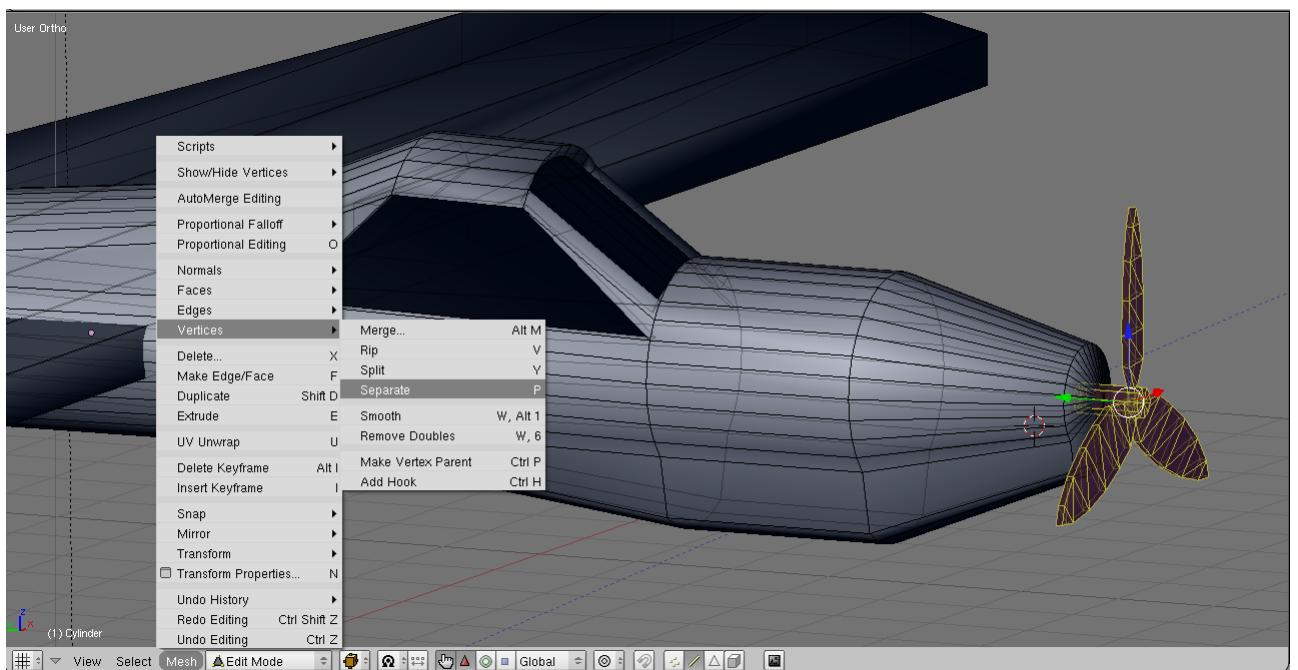 User Ortho
Scripts
Show/Hide Vertices
AutoMerge Editing
Proportional Falloff
Proportional Editing O
Normals
Faces
Edges
Vertices
Delete... X
Make Edge/Face F
Duplicate Shift D
Extrude E
UV Unwrap U
Delete Keyframe Alt I
Insert Keyframe I
Snap
Mirror
Transform
Transform Properties... N
Undo History
Redo Editing Ctrl Shift Z
Undo Editing Ctrl Z
Merge... Alt M
Rip V
Split Y
Separate P
Smooth W, Alt 1
Remove Doubles W, 6
Make Vertex Parent Ctrl P
Add Hook Ctrl H
z
x
(1) Cylinder
View Select Mesh Edit Mode Global